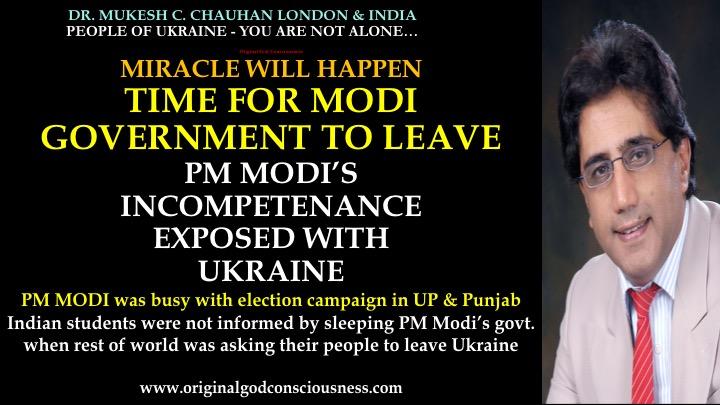 DR. MUKESH C. CHAUHAN LONDON & INDIA
PEOPLE OF UKRAINE - YOU ARE NOT ALONE…
MIRACLE WILL HAPPEN
TIME FOR MODI
GOVERNMENT TO LEAVE
PM MODI’S
INCOMPETENANCE
EXPOSED WITH
UKRAINE
PM MODI was busy with election campaign in UP & Punjab
Indian students were not informed by sleeping PM Modi’s govt.
when rest of world was asking their people to leave Ukraine
www.originalgodconsciousness.com